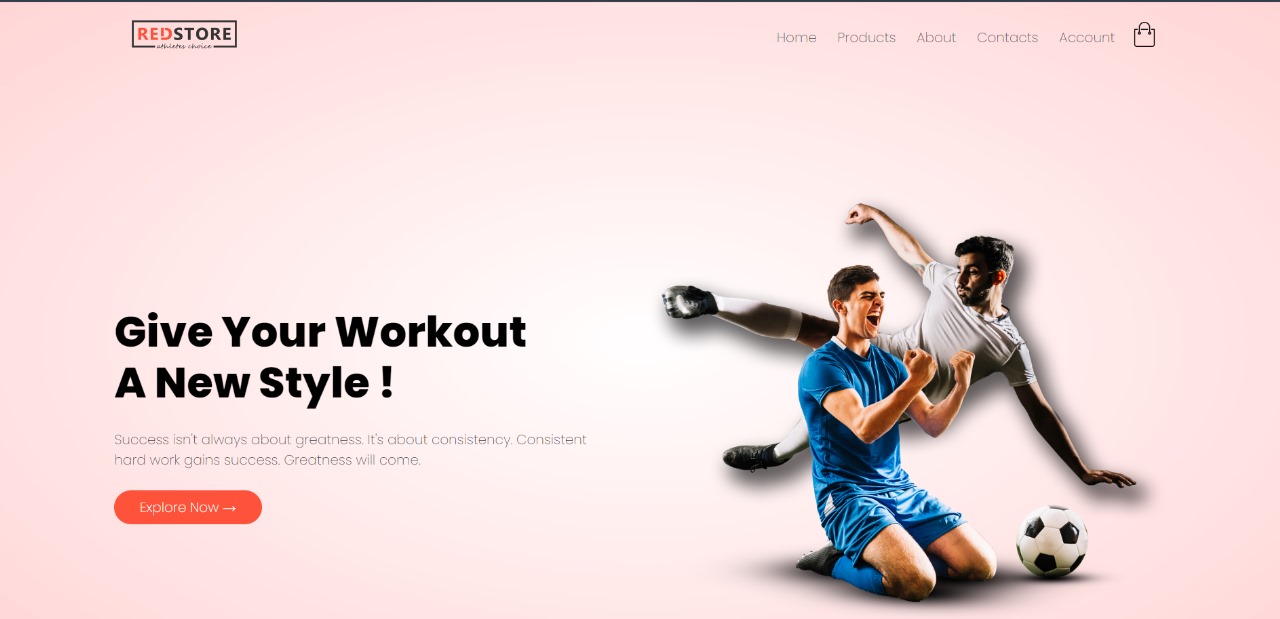 REDSTORE
athletes choice
Home Products About Contacts Account
Give Your Workout
A New Style !
Success isn't always about greatness. It's about consistency. Consistent
hard work gains success. Greatness will come.
Explore Now →